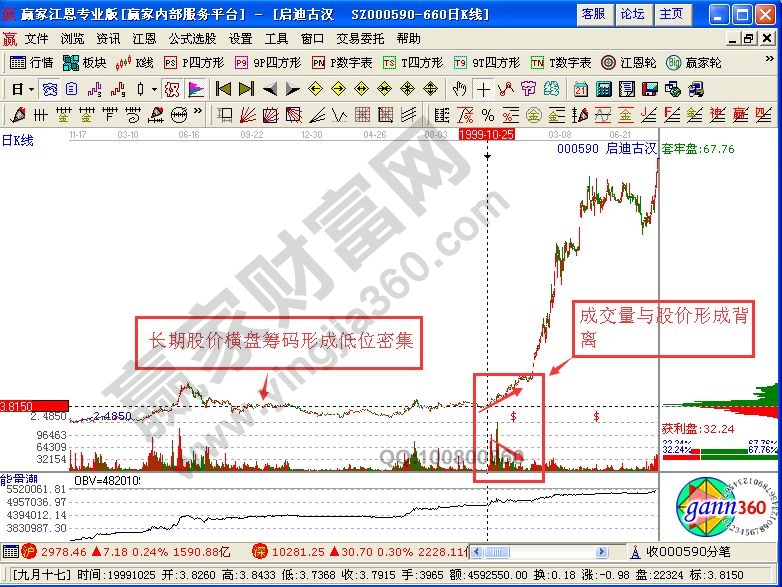 赢家江恩专业版[赢家内部服务平台] - [启迪古汉 SZ000590-660日K线] 客服 论坛 主页
文件 浏览 资讯 江恩 公式选股 设置 工具 窗口 交易委托 帮助
行情 板块 K线 P四方形 9P四方形 P数字表 T四方形 9T四方形 T数字表 江恩轮 赢家轮
日K线
11-17 03-10 06-16 09-22 12-30 04-26 08-03 1999-10-25 03-08 06-21
000590 启迪古汉
套牢盘:67.76
赢家财富网
www.yingjia360.com
成交量与股价形成背离
长期股价横盘筹码形成低位密集
3.8150
2.4850
2.4850
$ $
获利盘:32.24
96463
64309
32154
32.24% 67.76%
32.24% 67.76%
能量潮
OBV=482010
5520061.81
4957036.97
4394012.14
3830987.30
gann360
沪 2978.46 ▲7.18 0.24% 1590.88亿 深 10281.25 ▲30.70 0.30% 2228.11亿 收000590分笔
[九月十七] 时间:19991025 开:3.8260 高:3.8433 低:3.7368 收:3.7915 手:3965 额:4592550.00 换:0.18 涨:-0.98 盘:22324 标:3.8150